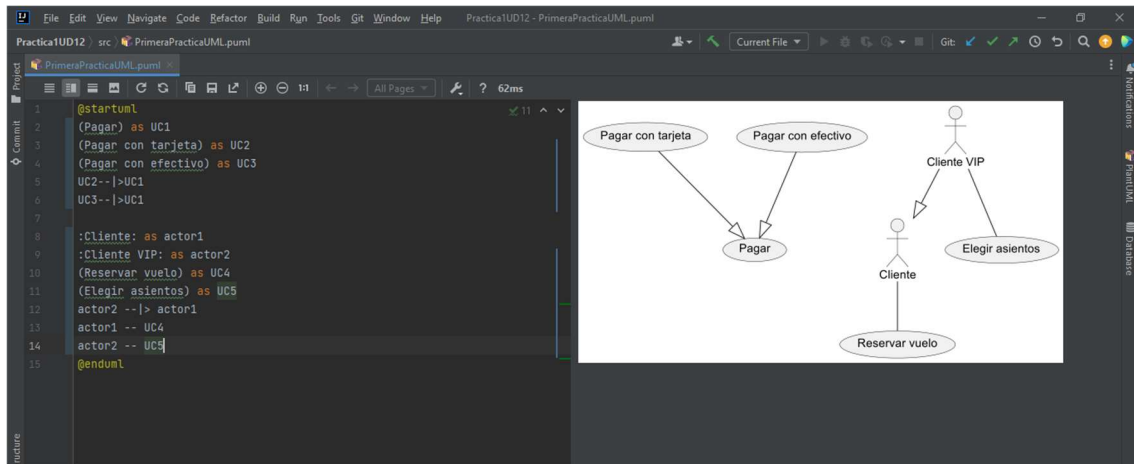 File Edit View Navigate Code Refactor Build Run Tools Git Window Help Practica1UD12 - PrimeraPracticaUML.puml
Practica1UD12 src PrimeraPracticaUML.puml Current File Git:
PrimeraPracticaUML.puml
1:1 All Pages ? 62ms
11
1 @startuml
2 (Pagar) as UC1
3 (Pagar con tarjeta) as UC2
4 (Pagar con efectivo) as UC3
5 UC2--|>UC1
6 UC3--|>UC1
7
8 :Cliente: as actor1
9 :Cliente VIP: as actor2
10 (Reservar vuelo) as UC4
11 (Elegir asientos) as UC5
12 actor2 --|> actor1
13 actor1 -- UC4
14 actor2 -- UC5
15 @enduml
Pagar con tarjeta
Pagar con efectivo
Cliente VIP
Pagar
Elegir asientos
Cliente
Reservar vuelo
Project
Commit
ructure
Notifications
PlantUML
Database